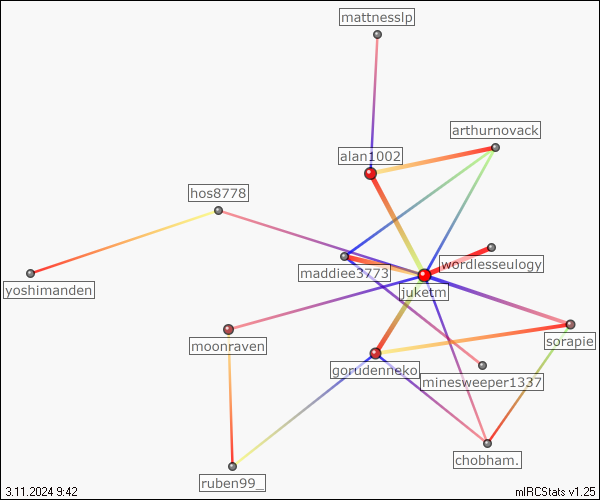 mattnesslp
arthurnovack
alan1002
hos8778
wordlesseulogy
maddiee3773
yoshimanden
juketm
moonraven
sorapie
gorudenneko
minesweeper1337
chobham.
ruben99_
3.11.2024 9:42
mIRCStats v1.25